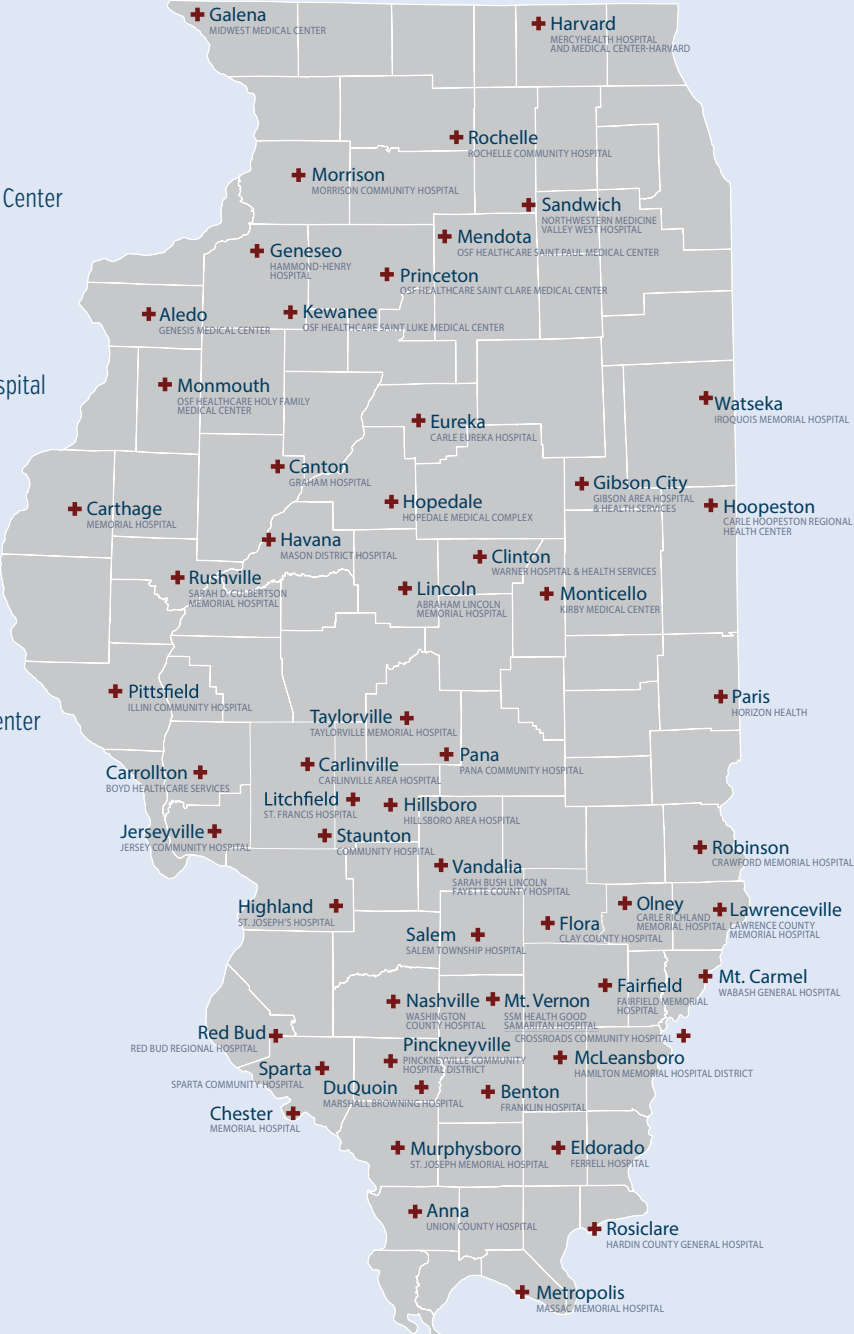 Galena
MIDWEST MEDICAL CENTER
Harvard
MERCYHEALTH HOSPITAL
AND MEDICAL CENTER-HARVARD
Rochelle
ROCHELLE COMMUNITY HOSPITAL
Morrison
MORRISON COMMUNITY HOSPITAL
Center
Sandwich
NORTHWESTERN MEDICINE
VALLEY WEST HOSPITAL
Mendota
OSF HEALTHCARE SAINT PAUL MEDICAL CENTER
Geneseo
HAMMOND-HENRY
HOSPITAL
Princeton
OSF HEALTHCARE SAINT CLARE MEDICAL CENTER
Aledo
GENESIS MEDICAL CENTER
Kewanee
OSF HEALTHCARE SAINT LUKE MEDICAL CENTER
spital
Monmouth
OSF HEALTHCARE HOLY FAMILY
MEDICAL CENTER
Watseka
IROQUOIS MEMORIAL HOSPITAL
Eureka
CARLE EUREKA HOSPITAL
Canton
GRAHAM HOSPITAL
Gibson City
GIBSON AREA HOSPITAL
& HEALTH SERVICES
Carthage
MEMORIAL HOSPITAL
Hopedale
HOPEDALE MEDICAL COMPLEX
Hoopeston
CARLE HOOPESTON REGIONAL
HEALTH CENTER
Havana
MASON DISTRICT HOSPITAL
Clinton
WARNER HOSPITAL & HEALTH SERVICES
Rushville
SARAH D. CULBERTSON
MEMORIAL HOSPITAL
Lincoln
ABRAHAM LINCOLN
MEMORIAL HOSPITAL
Monticello
KIRBY MEDICAL CENTER
Pittsfield
ILLINI COMMUNITY HOSPITAL
Paris
HORIZON HEALTH
enter
Taylorville
TAYLORVILLE MEMORIAL HOSPITAL
Pana
PANA COMMUNITY HOSPITAL
Carrollton
BOYD HEALTHCARE SERVICES
Carlinville
CARLINVILLE AREA HOSPITAL
Litchfield
ST. FRANCIS HOSPITAL
Hillsboro
HILLSBORO AREA HOSPITAL
Jerseyville
JERSEY COMMUNITY HOSPITAL
Staunton
COMMUNITY HOSPITAL
Robinson
CRAWFORD MEMORIAL HOSPITAL
Vandalia
SARAH BUSH LINCOLN
FAYETTE COUNTY HOSPITAL
Highland
ST. JOSEPH'S HOSPITAL
Olney
CARLE RICHLAND
MEMORIAL HOSPITAL
Lawrenceville
LAWRENCE COUNTY
MEMORIAL HOSPITAL
Flora
CLAY COUNTY HOSPITAL
Salem
SALEM TOWNSHIP HOSPITAL
Mt. Carmel
WABASH GENERAL HOSPITAL
Fairfield
FAIRFIELD MEMORIAL
HOSPITAL
Nashville
WASHINGTON
COUNTY HOSPITAL
Mt. Vernon
SSM HEALTH GOOD
SAMARITAN HOSPITAL
CROSSROADS COMMUNITY HOSPITAL
Red Bud
RED BUD REGIONAL HOSPITAL
Pinckneyville
PINCKNEYVILLE COMMUNITY
HOSPITAL DISTRICT
McLeansboro
HAMILTON MEMORIAL HOSPITAL DISTRICT
Sparta
SPARTA COMMUNITY HOSPITAL
DuQuoin
MARSHALL BROWNING HOSPITAL
Benton
FRANKLIN HOSPITAL
Chester
MEMORIAL HOSPITAL
Murphysboro
ST. JOSEPH MEMORIAL HOSPITAL
Eldorado
FERRELL HOSPITAL
Anna
UNION COUNTY HOSPITAL
Rosiclare
HARDIN COUNTY GENERAL HOSPITAL
Metropolis
MASSAC MEMORIAL HOSPITAL